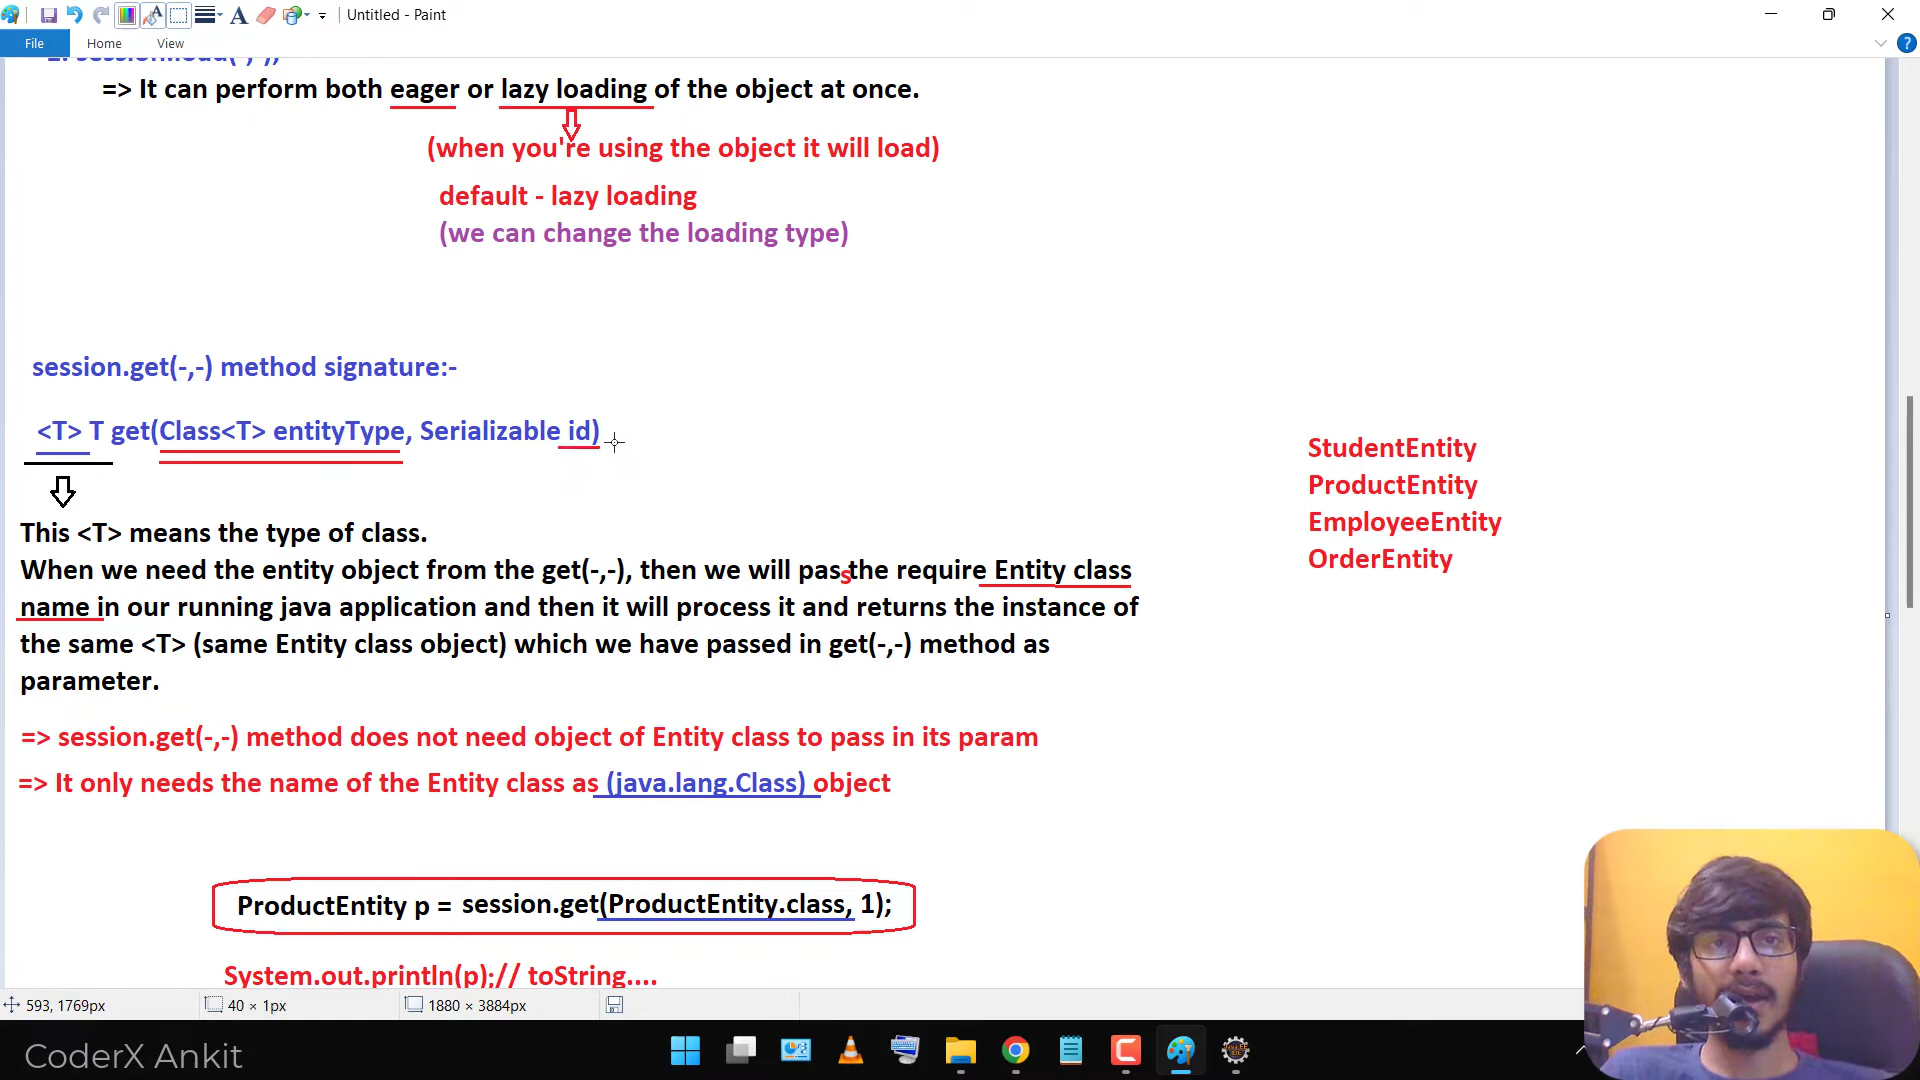 Untitled - Paint
File
Home
View
=> It can perform both eager or lazy loading of the object at once.
(when you're using the object it will load)
default - lazy loading
(we can change the loading type)
session.get(-,-) method signature:-
<T> T get(Class<T> entityType, Serializable id)
This <T> means the type of class.
When we need the entity object from the get(-,-), then we will pass the require Entity class
name in our running java application and then it will process it and returns the instance of
the same <T> (same Entity class object) which we have passed in get(-,-) method as
parameter.
StudentEntity
ProductEntity
EmployeeEntity
OrderEntity
=> session.get(-,-) method does not need object of Entity class to pass in its param
=> It only needs the name of the Entity class as (java.lang.Class) object
ProductEntity p = session.get(ProductEntity.class, 1);
System.out.println(p);// toString....
593, 1769px
40 × 1px
1880 × 3884px
CoderX Ankit